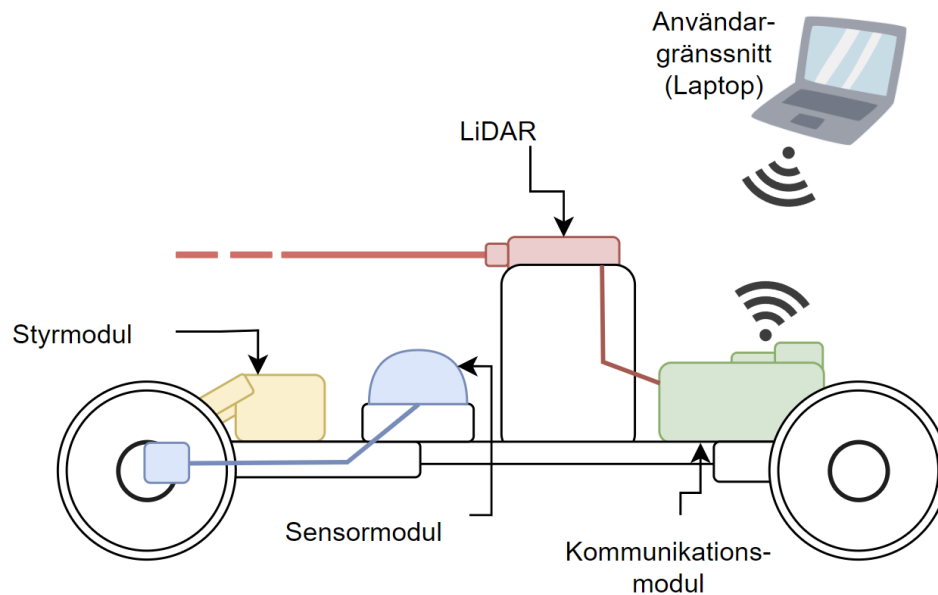 Användar-
gränssnitt
(Laptop)
LiDAR
Styrmodul
Sensormodul
Kommunikations-
modul